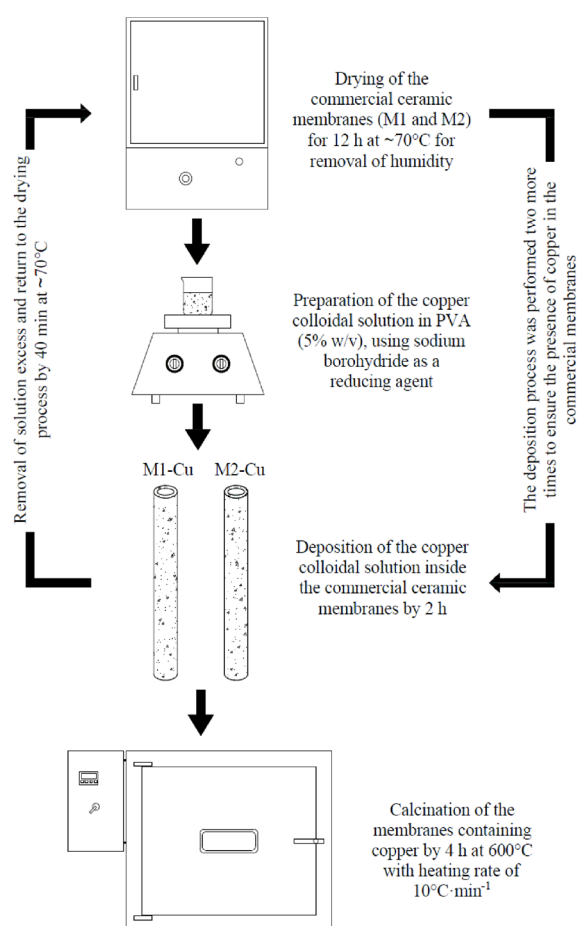 Drying of the
commercial ceramic
membranes (M1 and M2)
for 12 h at ~70°C for
removal of humidity
Removal of solution excess and return to the drying
process by 40 min at ~70°C
The deposition process was performed two more
times to ensure the presence of copper in the
commercial membranes
Preparation of the copper
colloidal solution in PVA
(5% w/v), using sodium
borohydride as a
reducing agent
M1-Cu M2-Cu
Deposition of the copper
colloidal solution inside
the commercial ceramic
membranes by 2 h
Calcination of the
membranes containing
copper by 4 h at 600°C
with heating rate of
10°C·min⁻¹